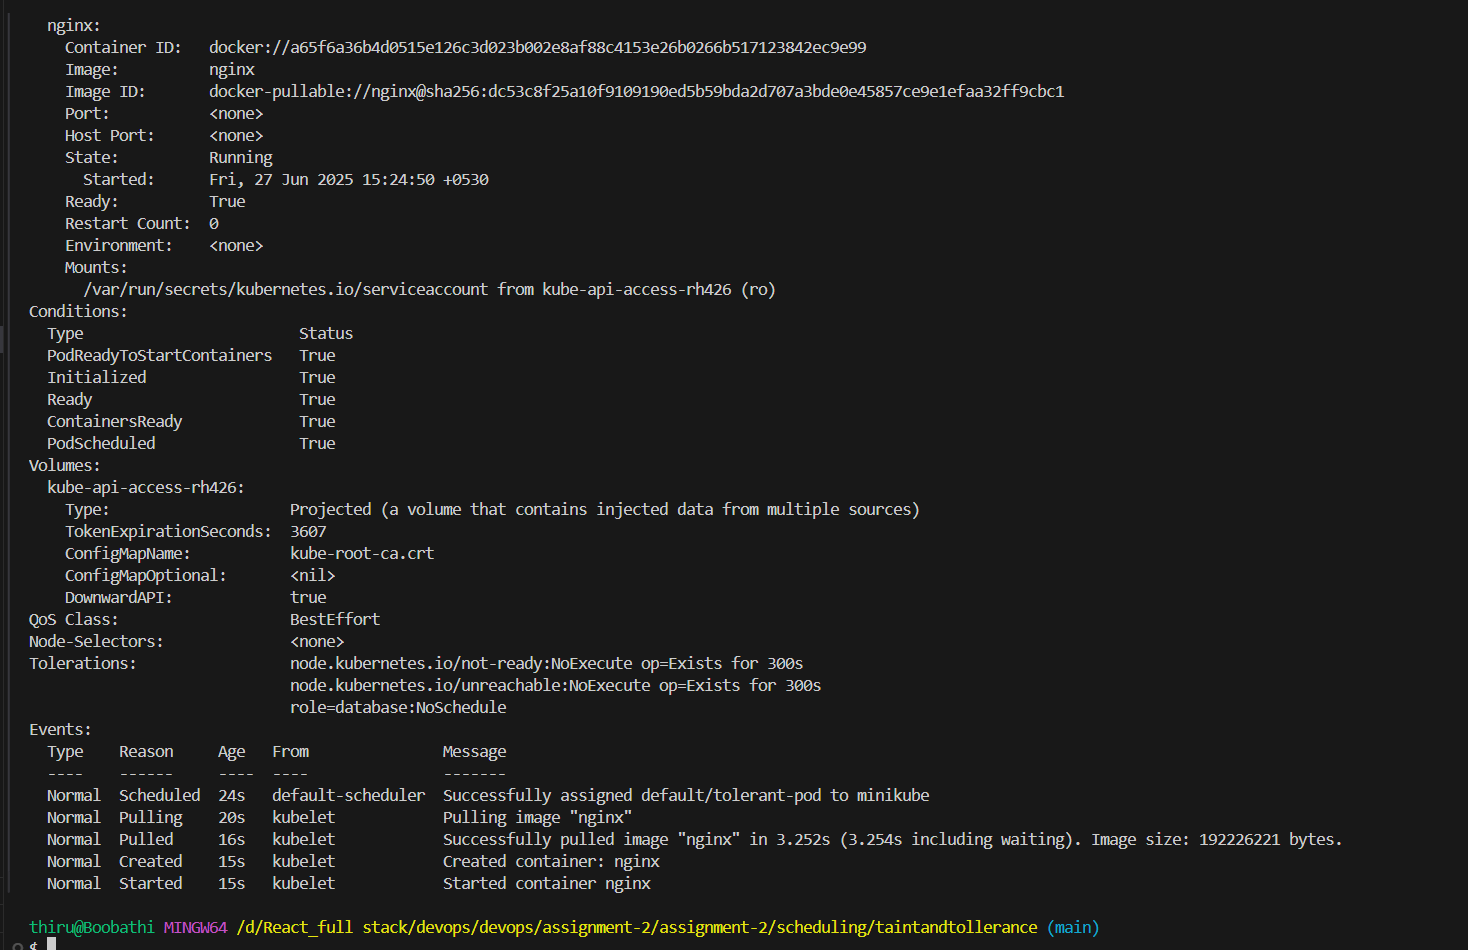 nginx:
Container ID:   docker://a65f6a36b4d0515e126c3d023b002e8af88c4153e26b0266b517123842ec9e99
Image:          nginx
Image ID:       docker-pullable://nginx@sha256:dc53c8f25a10f9109190ed5b59bda2d707a3bde0e45857ce9e1efaa32ff9cbc1
Port:           <none>
Host Port:      <none>
State:          Running
Started:      Fri, 27 Jun 2025 15:24:50 +0530
Ready:          True
Restart Count:  0
Environment:    <none>
Mounts:
/var/run/secrets/kubernetes.io/serviceaccount from kube-api-access-rh426 (ro)
Conditions:
Type                        Status
PodReadyToStartContainers   True
Initialized                 True
Ready                       True
ContainersReady             True
PodScheduled                True
Volumes:
kube-api-access-rh426:
Type:                    Projected (a volume that contains injected data from multiple sources)
TokenExpirationSeconds:  3607
ConfigMapName:           kube-root-ca.crt
ConfigMapOptional:       <nil>
DownwardAPI:             true
QoS Class:                   BestEffort
Node-Selectors:              <none>
Tolerations:                 node.kubernetes.io/not-ready:NoExecute op=Exists for 300s
node.kubernetes.io/unreachable:NoExecute op=Exists for 300s
role=database:NoSchedule
Events:
Type    Reason     Age   From               Message
----    ------     ----  ----               -------
Normal  Scheduled  24s   default-scheduler  Successfully assigned default/tolerant-pod to minikube
Normal  Pulling    20s   kubelet            Pulling image "nginx"
Normal  Pulled     16s   kubelet            Successfully pulled image "nginx" in 3.252s (3.254s including waiting). Image size: 192226221 bytes.
Normal  Created    15s   kubelet            Created container: nginx
Normal  Started    15s   kubelet            Started container nginx
thiru@Boobathi MINGW64 /d/React_full stack/devops/devops/assignment-2/assignment-2/scheduling/taintandtollerance (main)
$